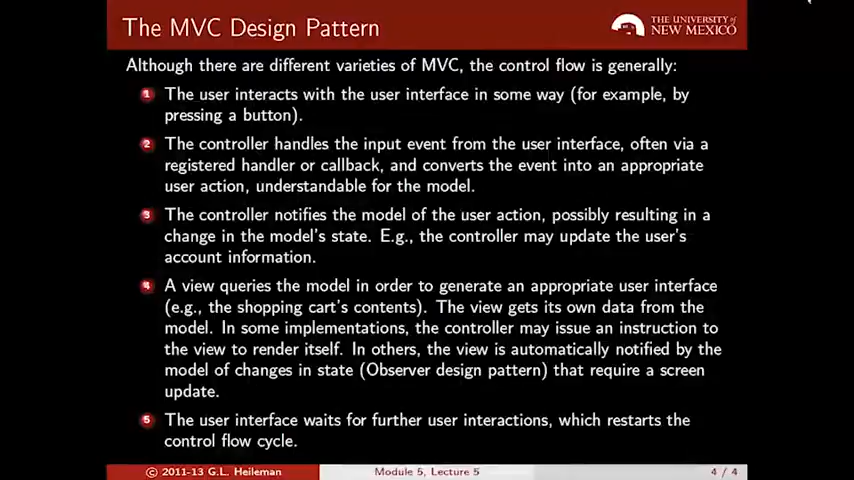 The MVC Design Pattern
THE UNIVERSITY of
NEW MEXICO
Although there are different varieties of MVC, the control flow is generally:
1 The user interacts with the user interface in some way (for example, by
pressing a button).
2 The controller handles the input event from the user interface, often via a
registered handler or callback, and converts the event into an appropriate
user action, understandable for the model.
3 The controller notifies the model of the user action, possibly resulting in a
change in the model's state. E.g., the controller may update the user's
account information.
4 A view queries the model in order to generate an appropriate user interface
(e.g., the shopping cart's contents). The view gets its own data from the
model. In some implementations, the controller may issue an instruction to
the view to render itself. In others, the view is automatically notified by the
model of changes in state (Observer design pattern) that require a screen
update.
5 The user interface waits for further user interactions, which restarts the
control flow cycle.
© 2011-13 G.L. Heileman
Module 5, Lecture 5
4 / 4